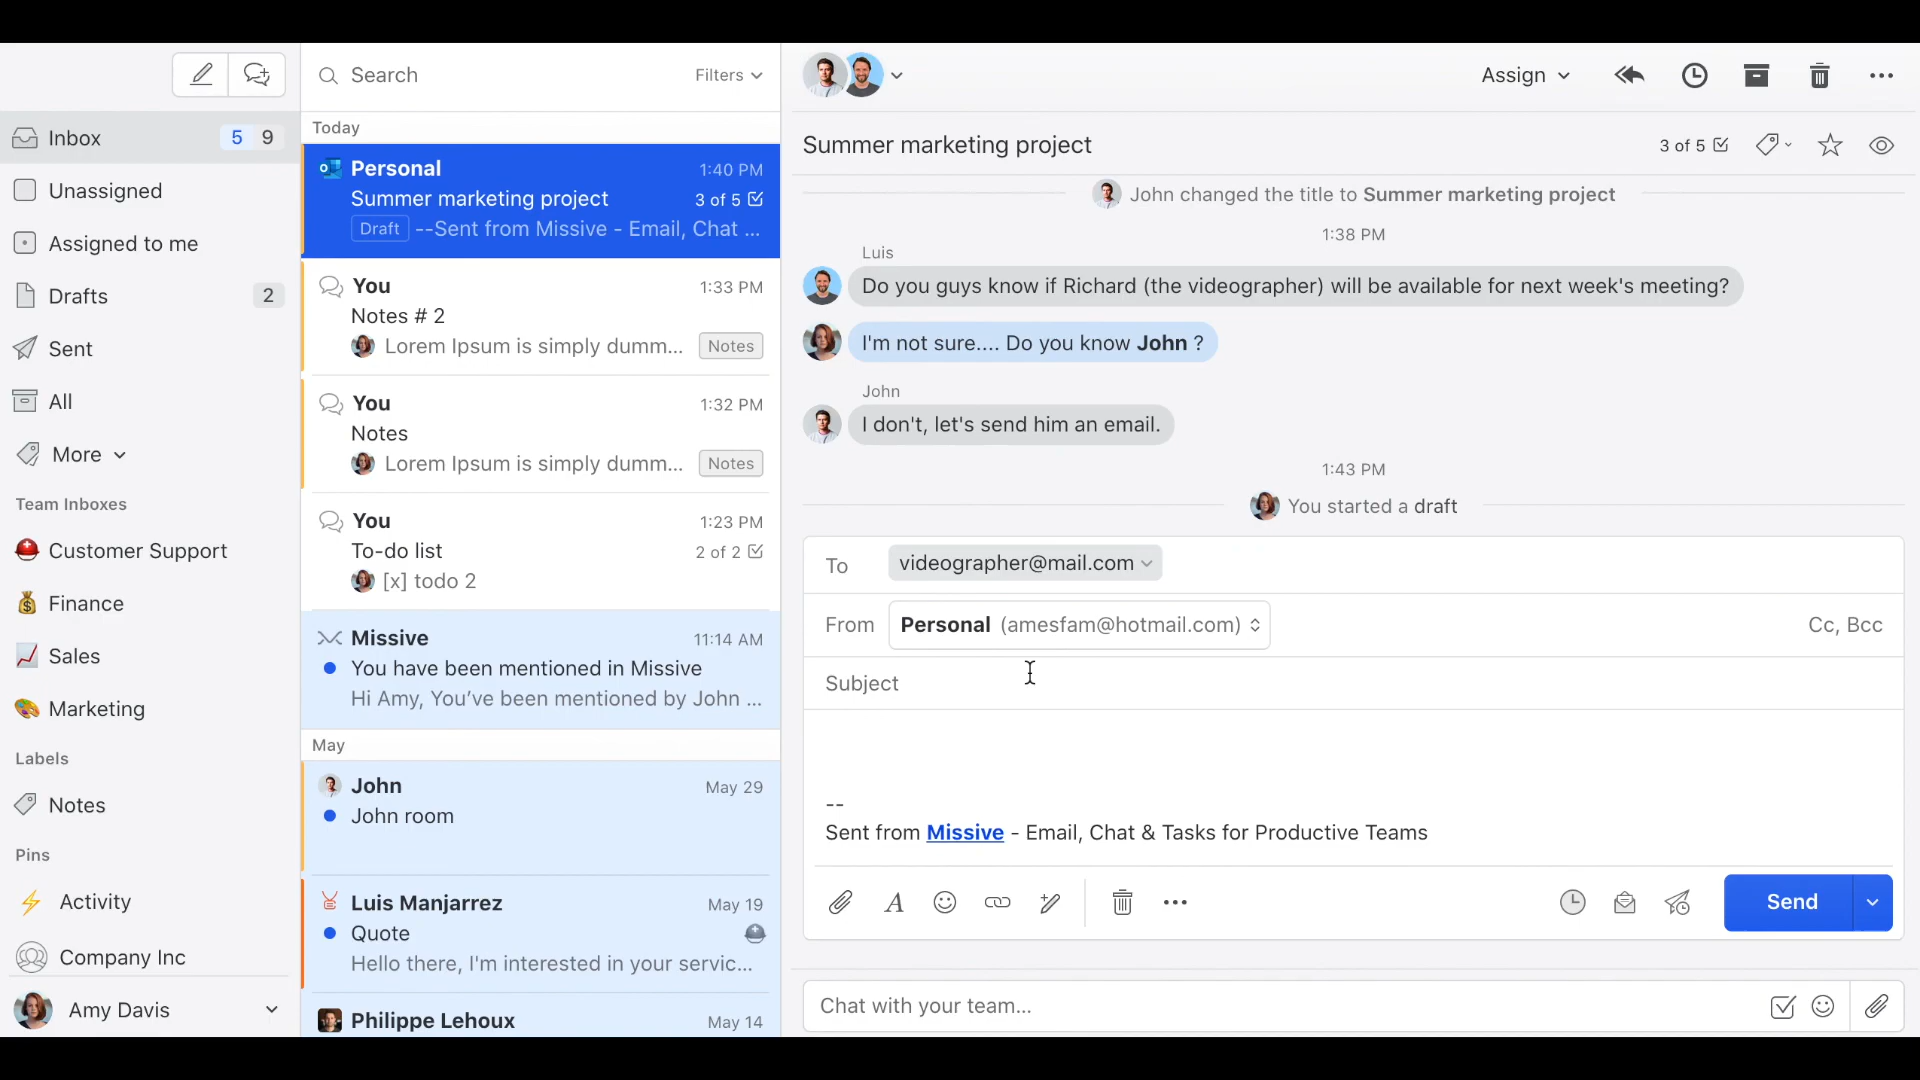 Search
Filters
Assign
Inbox 5 9
Unassigned
Assigned to me
Drafts 2
Sent
All
More
Team Inboxes
Customer Support
Finance
Sales
Marketing
Labels
Notes
Pins
Activity
Company Inc
Amy Davis
Today
Personal 1:40 PM
Summer marketing project 3 of 5
Draft --Sent from Missive - Email, Chat ...
You 1:33 PM
Notes # 2
Lorem Ipsum is simply dumm... Notes
You 1:32 PM
Notes
Lorem Ipsum is simply dumm... Notes
You 1:23 PM
To-do list 2 of 2
[x] todo 2
Missive 11:14 AM
You have been mentioned in Missive
Hi Amy, You've been mentioned by John ...
May
John May 29
John room
Luis Manjarrez May 19
Quote
Hello there, I'm interested in your servic...
Philippe Lehoux May 14
Summer marketing project 3 of 5
John changed the title to Summer marketing project
1:38 PM
Luis
Do you guys know if Richard (the videographer) will be available for next week's meeting?
I'm not sure.... Do you know John ?
John
I don't, let's send him an email.
1:43 PM
You started a draft
To videographer@mail.com
From Personal (amesfam@hotmail.com) Cc, Bcc
Subject
--
Sent from Missive - Email, Chat & Tasks for Productive Teams
Send
Chat with your team...